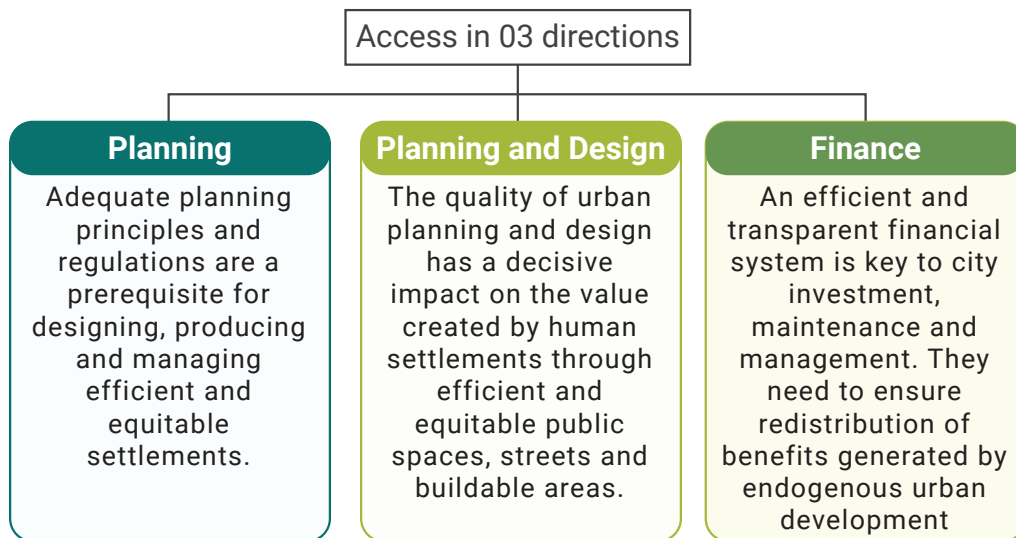 Access in 03 directions
Planning
Adequate planning
principles and
regulations are a
prerequisite for
designing, producing
and managing
efficient and
equitable
settlements.
Planning and Design
The quality of urban
planning and design
has a decisive
impact on the value
created by human
settlements through
efficient and
equitable public
spaces, streets and
buildable areas.
Finance
An efficient and
transparent financial
system is key to city
investment,
maintenance and
management. They
need to ensure
redistribution of
benefits generated by
endogenous urban
development